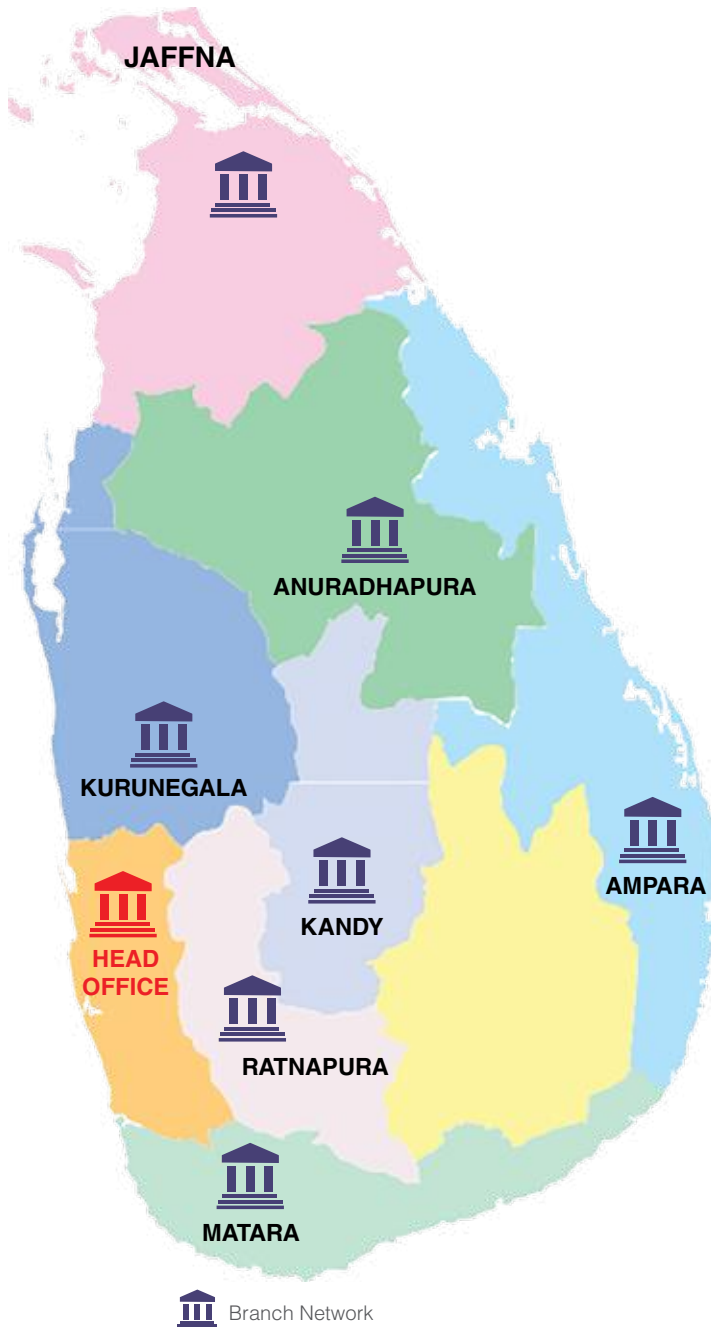 JAFFNA
ANURADHAPURA
KURUNEGALA
AMPARA
KANDY
HEAD
OFFICE
RATNAPURA
MATARA
Branch Network